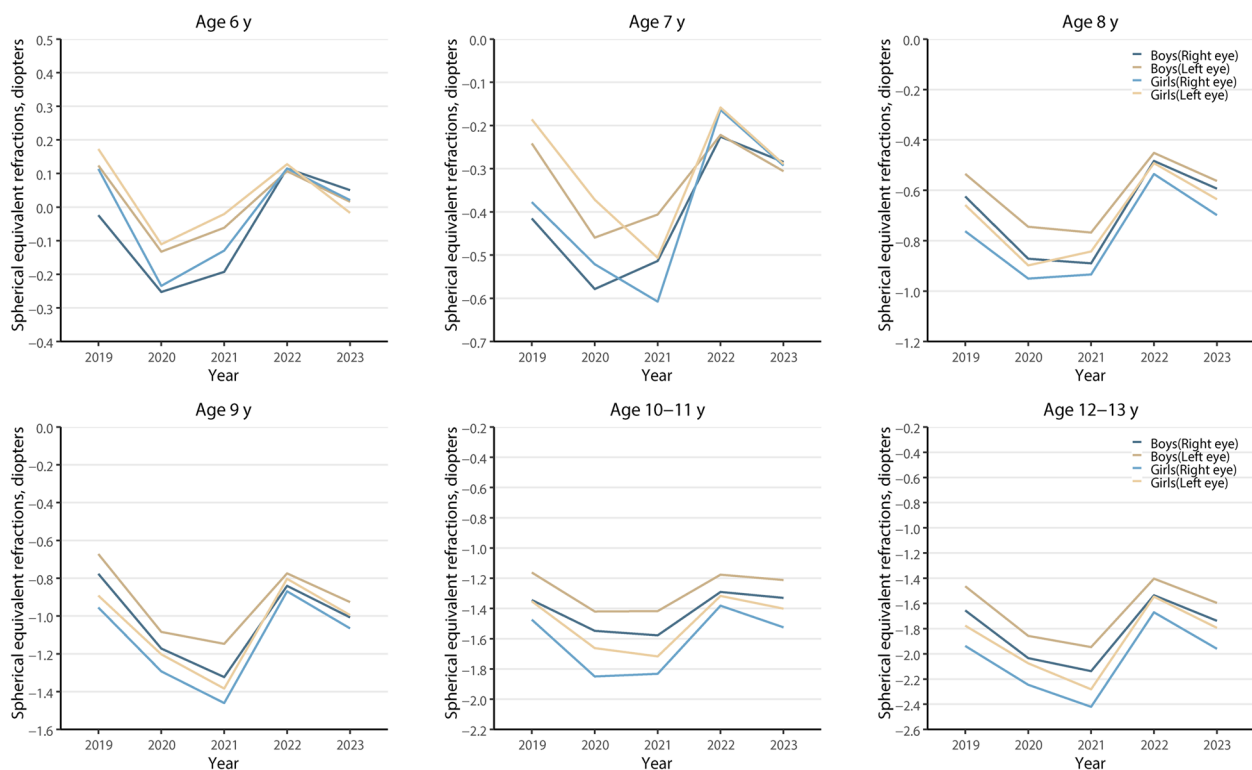 Age 6 y
Spherical equivalent refractions, diopters
0.5
0.4
0.3
0.2
0.1
0.0
−0.1
−0.2
−0.3
−0.4
2019 2020 2021 2022 2023
Year
Age 7 y
Spherical equivalent refractions, diopters
0.0
−0.1
−0.2
−0.3
−0.4
−0.5
−0.6
−0.7
2019 2020 2021 2022 2023
Year
Age 8 y
Spherical equivalent refractions, diopters
0.0
−0.2
−0.4
−0.6
−0.8
−1.0
−1.2
Boys(Right eye)
Boys(Left eye)
Girls(Right eye)
Girls(Left eye)
2019 2020 2021 2022 2023
Year
Age 9 y
Spherical equivalent refractions, diopters
0.0
−0.2
−0.4
−0.6
−0.8
−1.0
−1.2
−1.4
−1.6
2019 2020 2021 2022 2023
Year
Age 10–11 y
Spherical equivalent refractions, diopters
−0.2
−0.4
−0.6
−0.8
−1.0
−1.2
−1.4
−1.6
−1.8
−2.0
−2.2
2019 2020 2021 2022 2023
Year
Age 12–13 y
Spherical equivalent refractions, diopters
−0.2
−0.4
−0.6
−0.8
−1.0
−1.2
−1.4
−1.6
−1.8
−2.0
−2.2
−2.4
−2.6
Boys(Right eye)
Boys(Left eye)
Girls(Right eye)
Girls(Left eye)
2019 2020 2021 2022 2023
Year